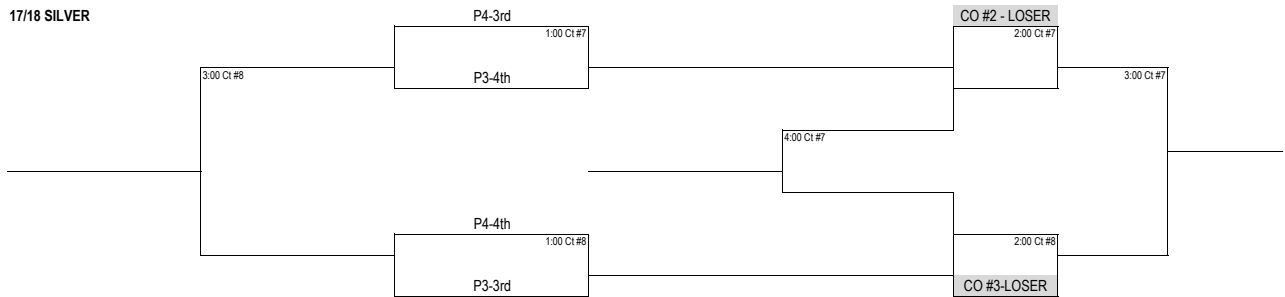 17/18 SILVER
P4-3rd
CO #2 - LOSER
1:00 Ct #7
2:00 Ct #7
3:00 Ct #8
P3-4th
3:00 Ct #7
4:00 Ct #7
P4-4th
1:00 Ct #8
2:00 Ct #8
P3-3rd
CO #3-LOSER